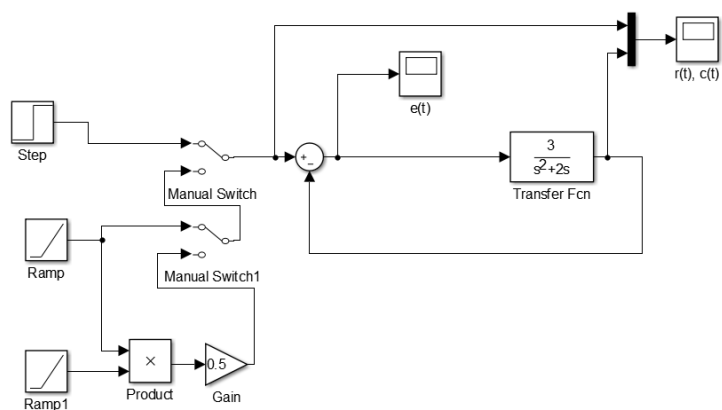 r(t), c(t)
e(t)
Step
+
−
3
s²+2s
Transfer Fcn
Manual Switch
Ramp
Manual Switch1
×
0.5
Product
Gain
Ramp1